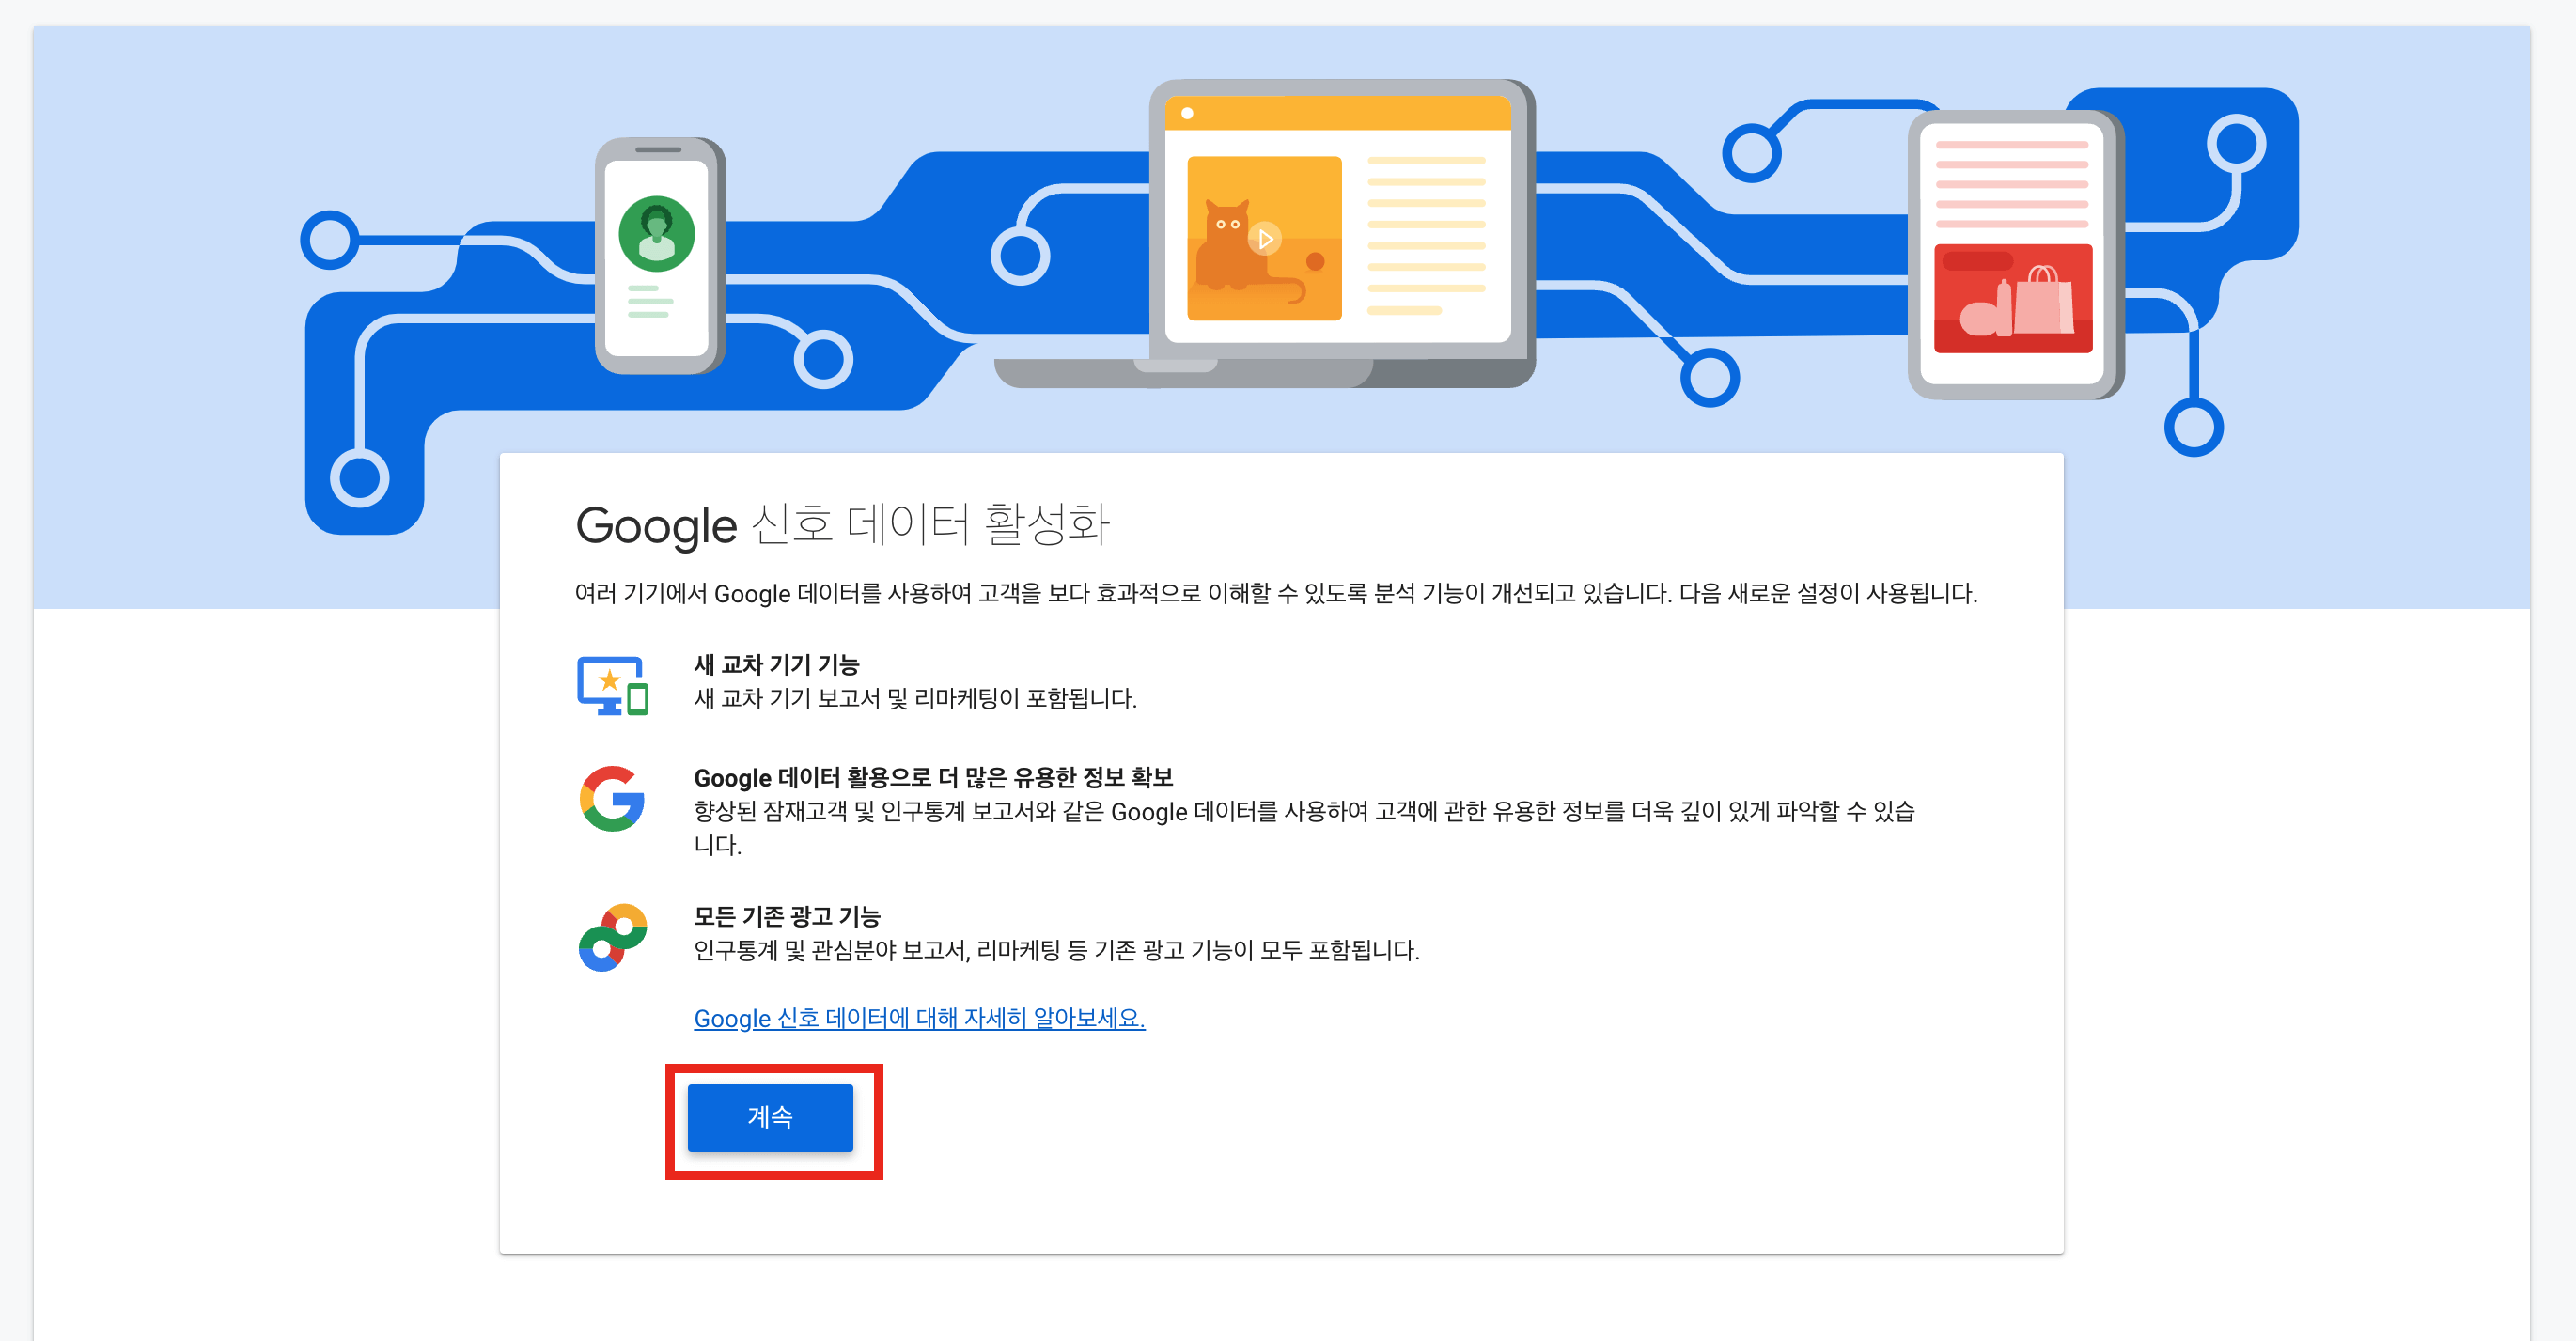 Google 신호 데이터 활성화
여러 기기에서 Google 데이터를 사용하여 고객을 보다 효과적으로 이해할 수 있도록 분석 기능이 개선되고 있습니다. 다음 새로운 설정이 사용됩니다.
새 교차 기기 기능
새 교차 기기 보고서 및 리마케팅이 포함됩니다.
Google 데이터 활용으로 더 많은 유용한 정보 확보
향상된 잠재고객 및 인구통계 보고서와 같은 Google 데이터를 사용하여 고객에 관한 유용한 정보를 더욱 깊이 있게 파악할 수 있습
니다.
모든 기존 광고 기능
인구통계 및 관심분야 보고서, 리마케팅 등 기존 광고 기능이 모두 포함됩니다.
Google 신호 데이터에 대해 자세히 알아보세요.
계속